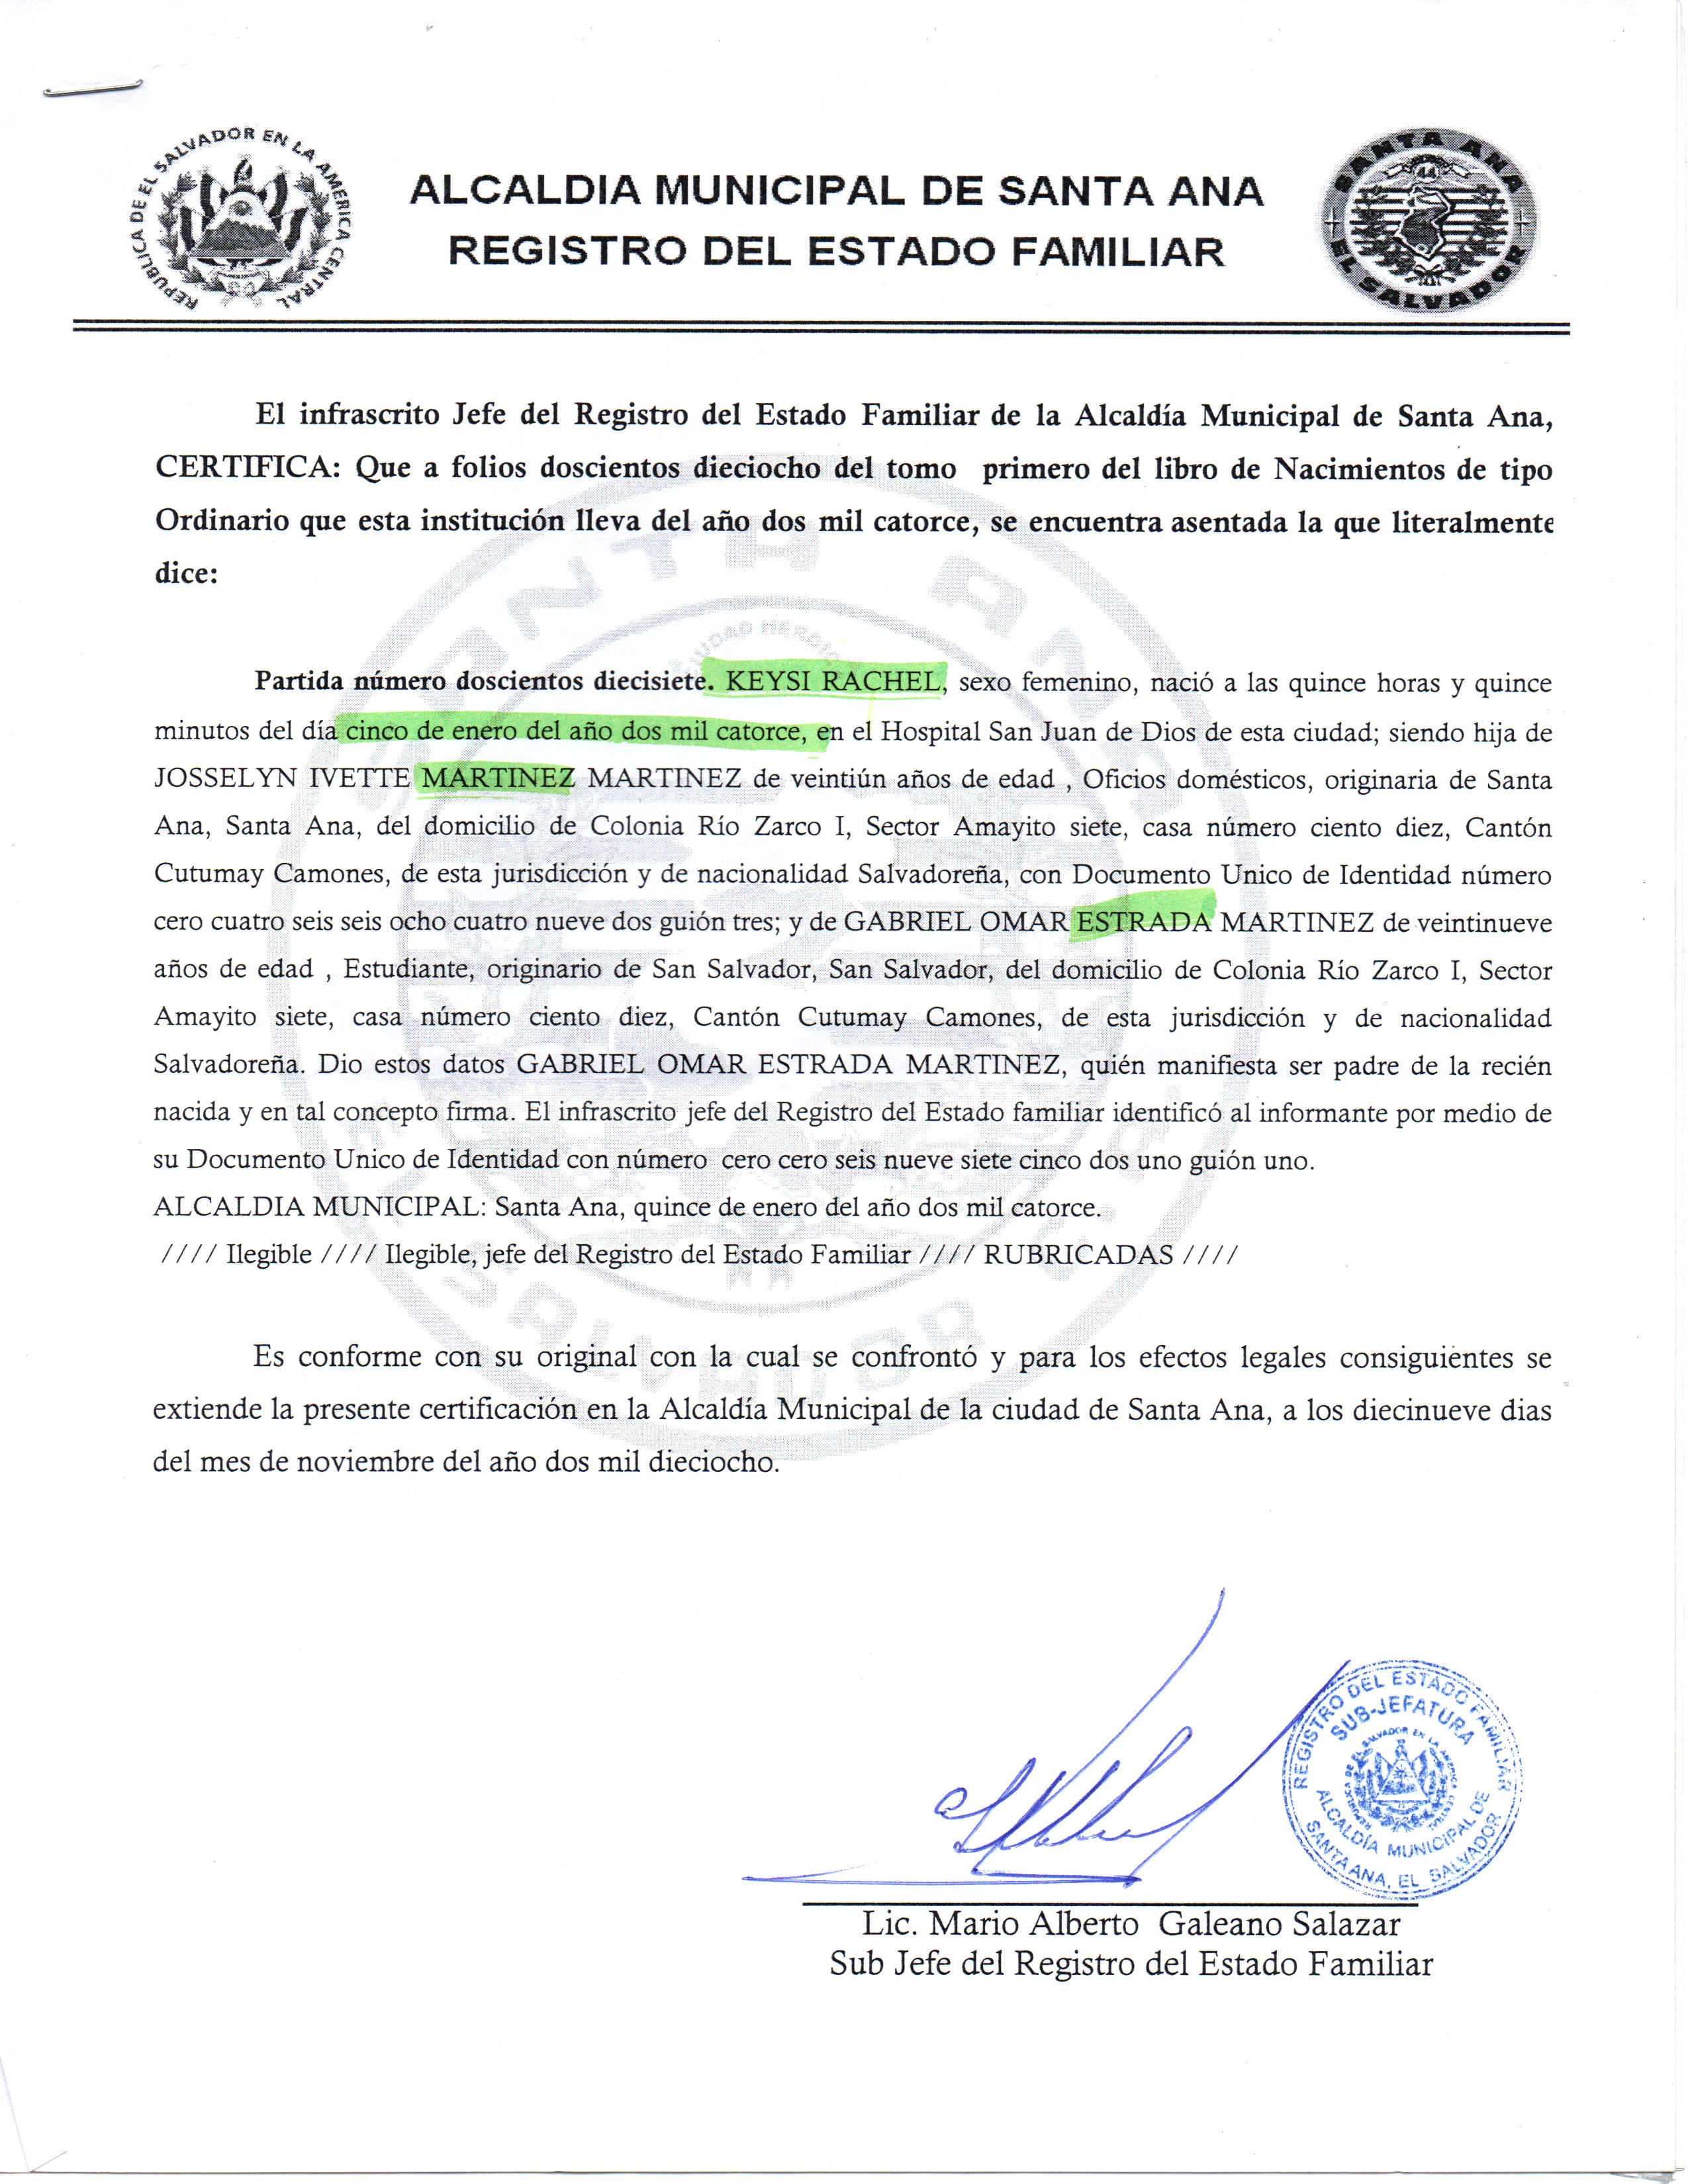 REPUBLICA DE EL SALVADOR EN LA AMERICA CENTRAL
ALCALDIA MUNICIPAL DE SANTA ANA
REGISTRO DEL ESTADO FAMILIAR
SANTA ANA
44
EL SALVADOR
El infrascrito Jefe del Registro del Estado Familiar de la Alcaldía Municipal de Santa Ana,
CERTIFICA: Que a folios doscientos dieciocho del tomo primero del libro de Nacimientos de tipo
Ordinario que esta institución lleva del año dos mil catorce, se encuentra asentada la que literalmente
dice:
Partida número doscientos diecisiete. KEYSI RACHEL, sexo femenino, nació a las quince horas y quince
minutos del día cinco de enero del año dos mil catorce, en el Hospital San Juan de Dios de esta ciudad; siendo hija de
JOSSELYN IVETTE MARTINEZ MARTINEZ de veintiún años de edad , Oficios domésticos, originaria de Santa
Ana, Santa Ana, del domicilio de Colonia Río Zarco I, Sector Amayito siete, casa número ciento diez, Cantón
Cutumay Camones, de esta jurisdicción y de nacionalidad Salvadoreña, con Documento Unico de Identidad número
cero cuatro seis seis ocho cuatro nueve dos guión tres; y de GABRIEL OMAR ESTRADA MARTINEZ de veintinueve
años de edad , Estudiante, originario de San Salvador, San Salvador, del domicilio de Colonia Río Zarco I, Sector
Amayito siete, casa número ciento diez, Cantón Cutumay Camones, de esta jurisdicción y de nacionalidad
Salvadoreña. Dio estos datos GABRIEL OMAR ESTRADA MARTINEZ, quién manifiesta ser padre de la recién
nacida y en tal concepto firma. El infrascrito jefe del Registro del Estado familiar identificó al informante por medio de
su Documento Unico de Identidad con número cero cero seis nueve siete cinco dos uno guión uno.
ALCALDIA MUNICIPAL: Santa Ana, quince de enero del año dos mil catorce.
//// Ilegible //// Ilegible, jefe del Registro del Estado Familiar //// RUBRICADAS ////
Es conforme con su original con la cual se confrontó y para los efectos legales consiguientes se
extiende la presente certificación en la Alcaldía Municipal de la ciudad de Santa Ana, a los diecinueve dias
del mes de noviembre del año dos mil dieciocho.
REGISTRO DEL ESTADO FAMILIAR
SUB-JEFATURA
ALCALDÍA MUNICIPAL DE
SANTA ANA, EL SALVADOR
Lic. Mario Alberto Galeano Salazar
Sub Jefe del Registro del Estado Familiar